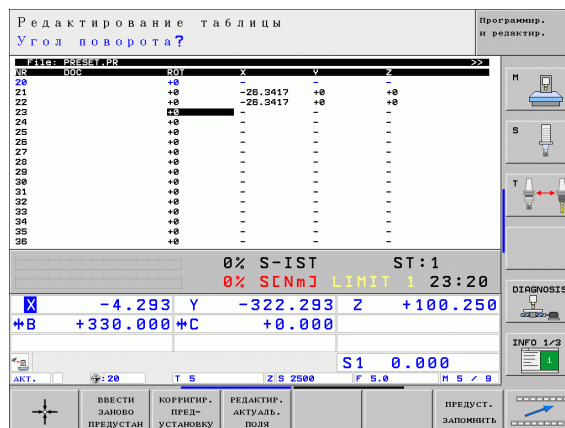 Редактирование таблицы
Угол поворота?
Программир.
и редактир.
File: PRESET.PR >>
NR DOC ROT X Y Z
20 +0 - - -
21 +0 -26.3417 +0 +0
22 +0 -26.3417 +0 +0
23 +0 - - -
24 +0 - - -
25 +0 - - -
26 +0 - - -
27 +0 - - -
28 +0 - - -
29 +0 - - -
30 +0 - - -
31 +0 - - -
32 +0 - - -
33 +0 - - -
34 +0 - - -
35 +0 - - -
36 +0 - - -
0% S-IST ST:1
0% S[Nm] LIMIT 1 23:20
X -4.293 Y -322.293 Z +100.250
B +330.000 C +0.000
S1 0.000
АКТ. : 20 T 5 Z S 2500 F 5.0 M 5 / 9
M
S
T
DIAGNOSIS
INFO 1/3
ВВЕСТИ
ЗАНОВО
ПРЕДУСТАН
КОРРИГИР.
ПРЕД-
УСТАНОВКУ
РЕДАКТИР.
АКТУАЛЬ.
ПОЛЯ
ПРЕДУСТ.
ЗАПОМНИТЬ